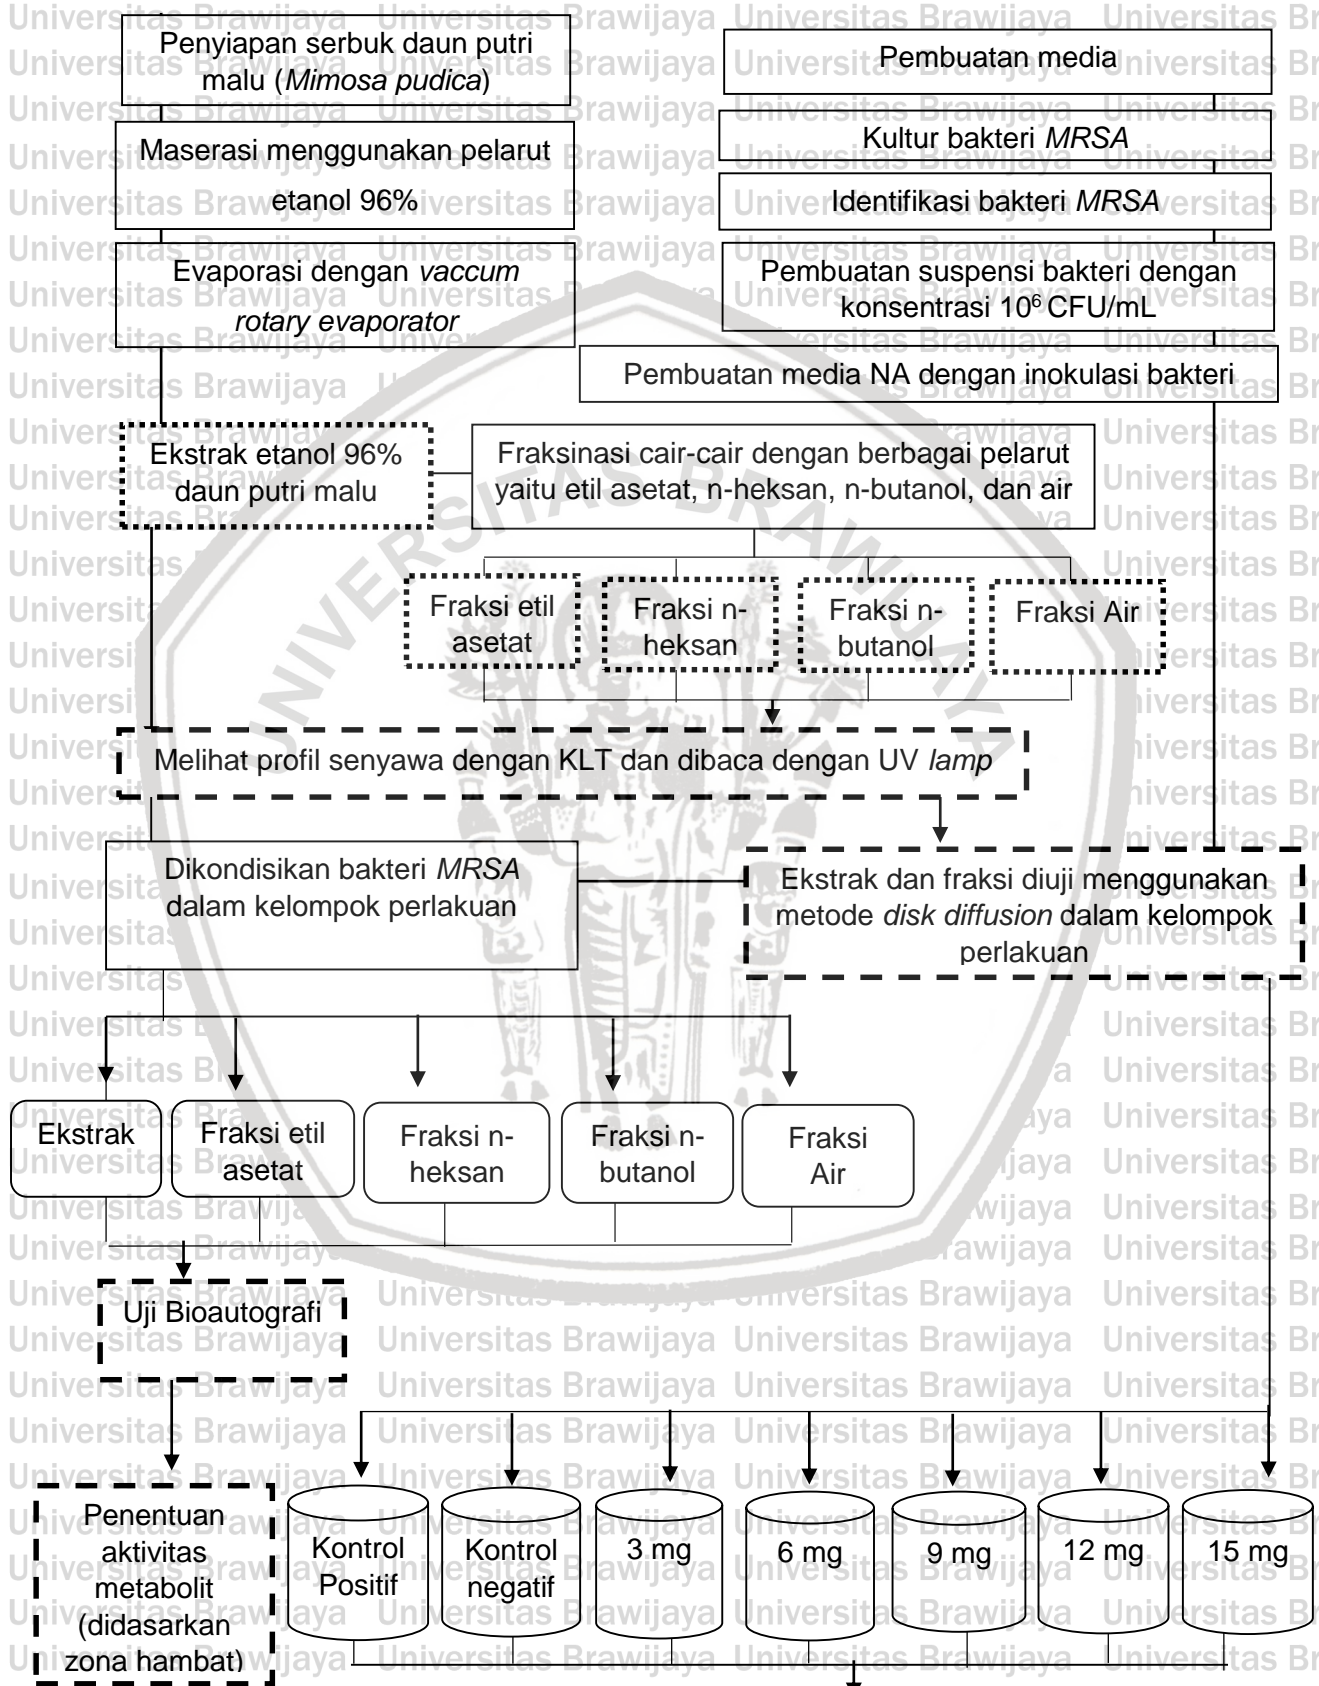 Penyiapan serbuk daun putri
malu (Mimosa pudica)
Maserasi menggunakan pelarut
etanol 96%
Evaporasi dengan vaccum
rotary evaporator
Pembuatan media
Kultur bakteri MRSA
Identifikasi bakteri MRSA
Pembuatan suspensi bakteri dengan
konsentrasi 10⁶ CFU/mL
Pembuatan media NA dengan inokulasi bakteri
Ekstrak etanol 96%
daun putri malu
Fraksinasi cair-cair dengan berbagai pelarut
yaitu etil asetat, n-heksan, n-butanol, dan air
Fraksi etil
asetat
Fraksi n-
heksan
Fraksi n-
butanol
Fraksi Air
Melihat profil senyawa dengan KLT dan dibaca dengan UV lamp
Dikondisikan bakteri MRSA
dalam kelompok perlakuan
Ekstrak dan fraksi diuji menggunakan
metode disk diffusion dalam kelompok
perlakuan
Ekstrak
Fraksi etil
asetat
Fraksi n-
heksan
Fraksi n-
butanol
Fraksi
Air
Uji Bioautografi
Penentuan
aktivitas
metabolit
(didasarkan
zona hambat)
Kontrol
Positif
Kontrol
negatif
3 mg
6 mg
9 mg
12 mg
15 mg
UNIVERSITAS BRAWIJAYA
Universitas Brawijaya